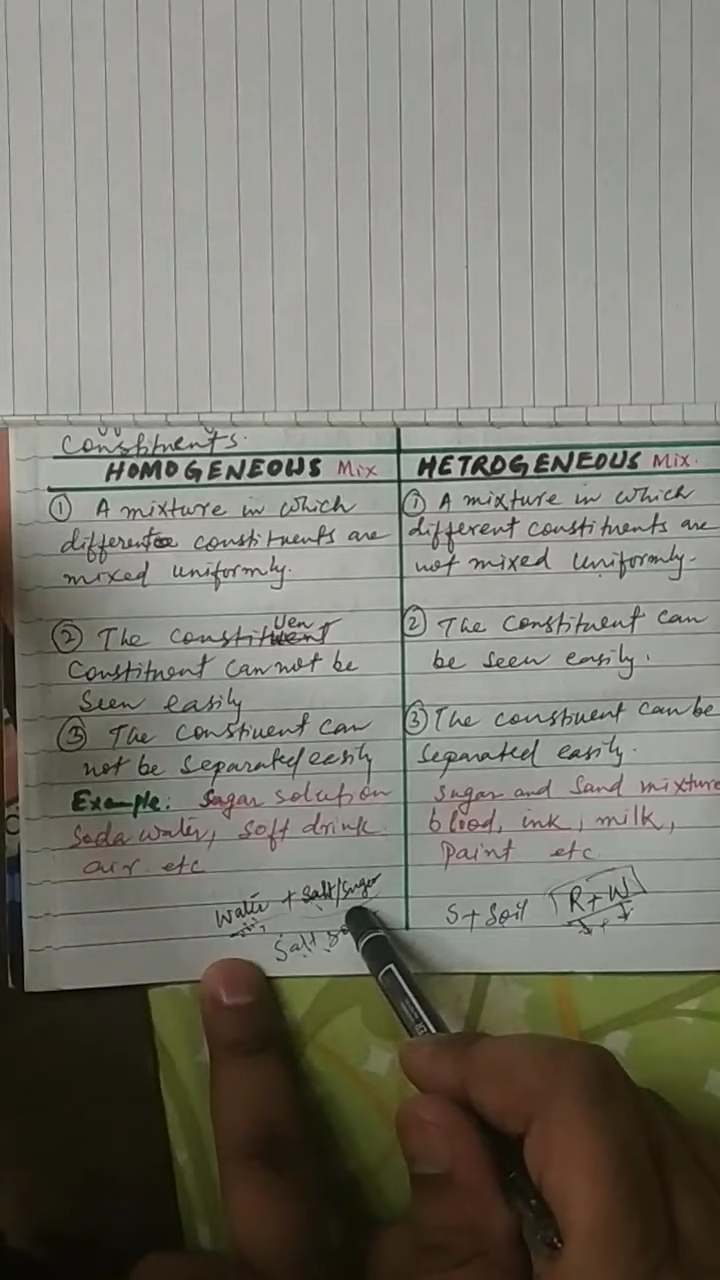 Constituents.
HOMOGENEOUS Mix
① A mixture in which
different constituents are
mixed uniformly.
② The constituent
Constituent can not be
seen easily
③ The constiuent can
not be separated easily
Example: Sugar solution
Soda water, soft drink
air etc
Water + Salt/Sugar
Salt
HETROGENEOUS Mix.
① A mixture in which
different constituents are
not mixed uniformly.
② The constituent can
be seen easily.
③ The constiuent can be
separated easily.
Sugar and Sand mixture
blood, ink, milk,
Paint etc.
S + Soil R + W